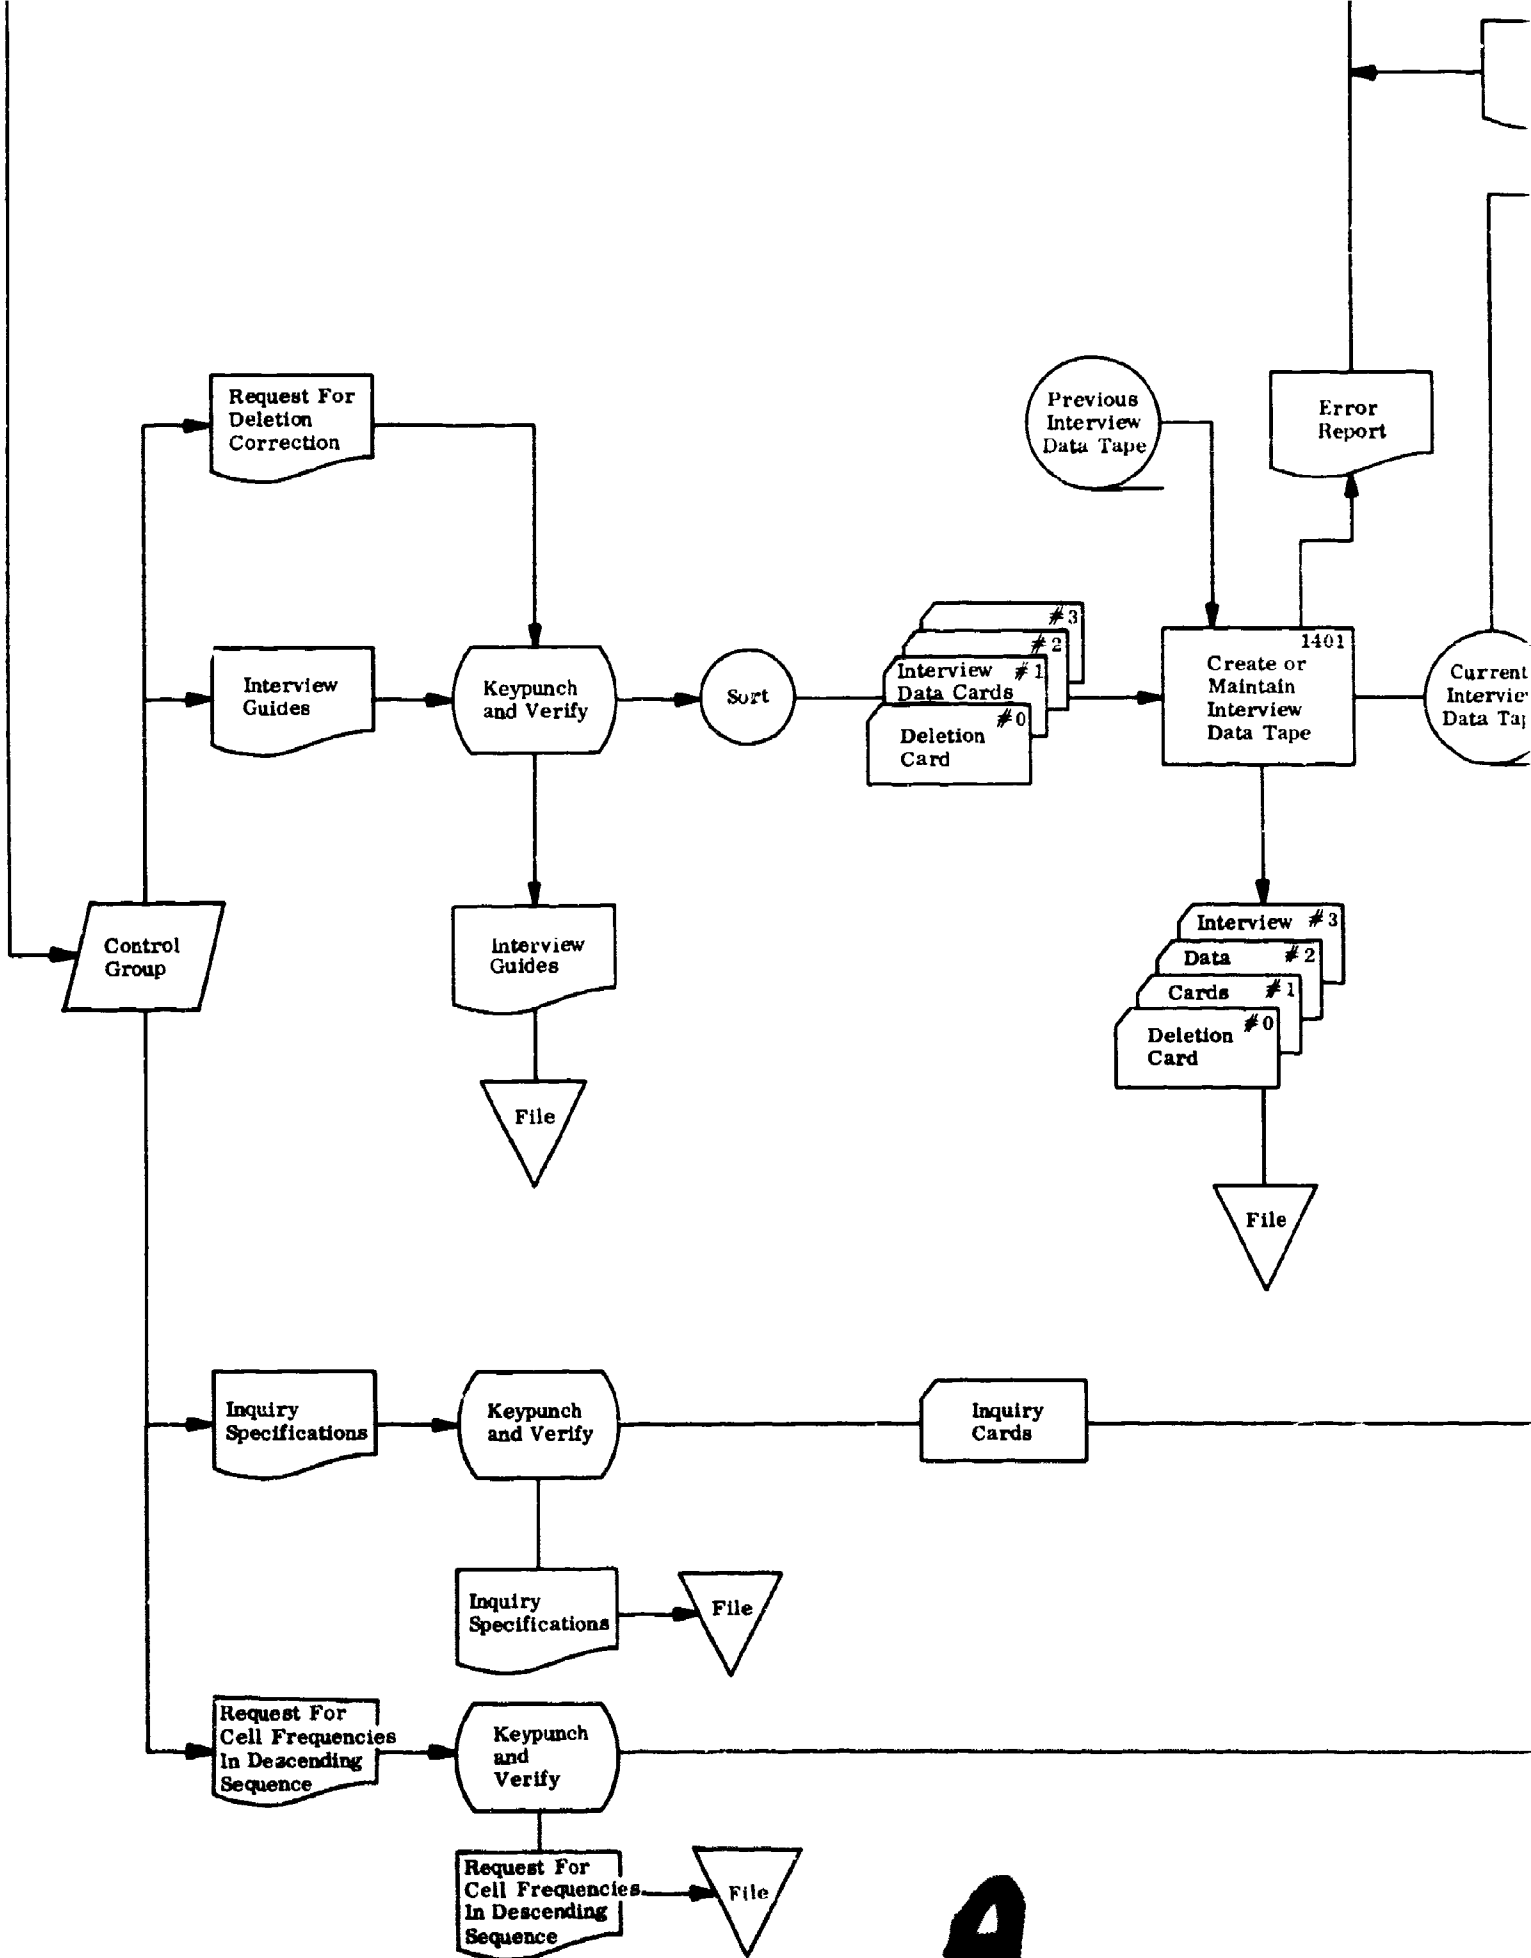 Request For
Deletion
Correction
Previous
Interview
Data Tape
Error
Report
# 3
# 2
Interview # 1
Data Cards
# 0
Deletion
Card
1401
Create or
Maintain
Interview
Data Tape
Current
Data
Interview
Guides
Keypunch
and Verify
Sort
Control
Group
Interview
Guides
Interview # 3
Data # 2
Cards # 1
# 0
Deletion
Card
File
File
Inquiry
Specifications
Keypunch
and Verify
Inquiry
Cards
Inquiry
Specifications
File
Request For
Cell Frequencies
In Descending
Sequence
Keypunch
and
Verify
Request For
Cell Frequencies
In Descending
Sequence
File